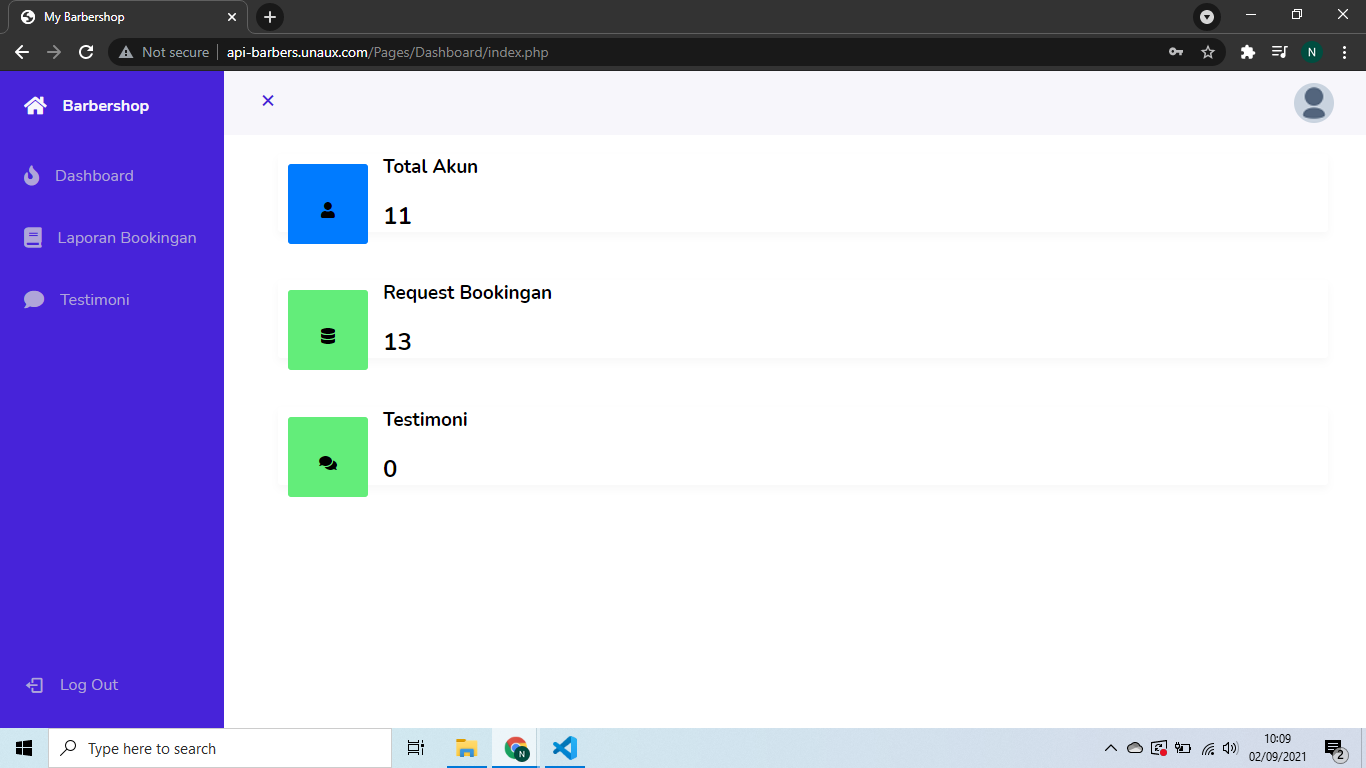 My Barbershop
Not secure
api-barbers.unaux.com/Pages/Dashboard/index.php
N
Barbershop
Dashboard
Laporan Bookingan
Testimoni
Log Out
Total Akun
11
Request Bookingan
13
Testimoni
0
Type here to search
N
10:09
02/09/2021
2